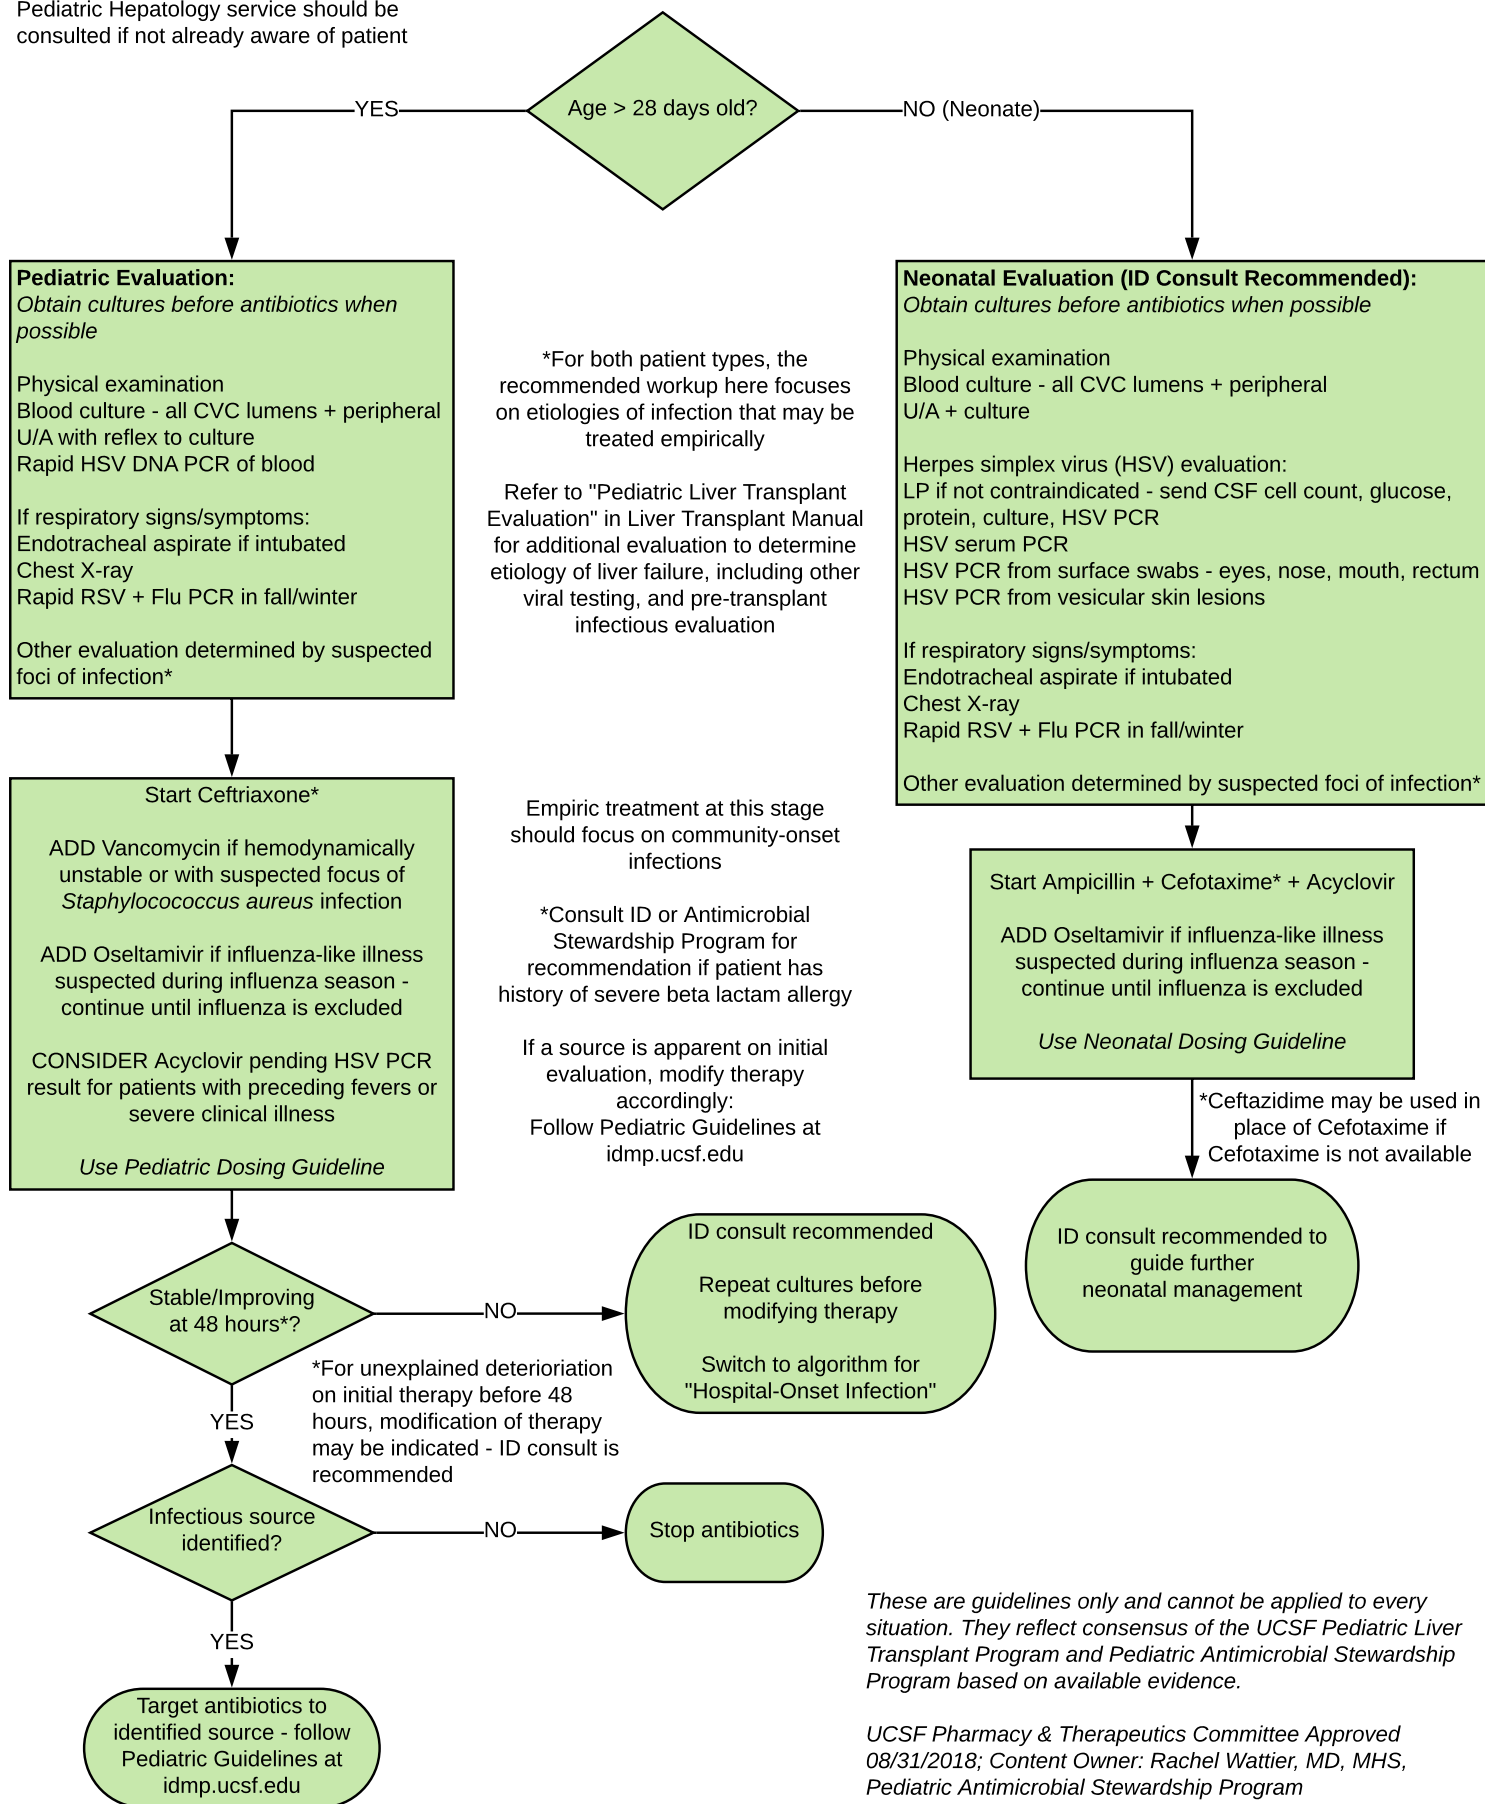 Pediatric Hepatology service should be
consulted if not already aware of patient
Age > 28 days old?
YES
NO (Neonate)
Pediatric Evaluation:
Obtain cultures before antibiotics when
possible
Physical examination
Blood culture - all CVC lumens + peripheral
U/A with reflex to culture
Rapid HSV DNA PCR of blood
If respiratory signs/symptoms:
Endotracheal aspirate if intubated
Chest X-ray
Rapid RSV + Flu PCR in fall/winter
Other evaluation determined by suspected
foci of infection*
*For both patient types, the
recommended workup here focuses
on etiologies of infection that may be
treated empirically
Refer to "Pediatric Liver Transplant
Evaluation" in Liver Transplant Manual
for additional evaluation to determine
etiology of liver failure, including other
viral testing, and pre-transplant
infectious evaluation
Neonatal Evaluation (ID Consult Recommended):
Obtain cultures before antibiotics when possible
Physical examination
Blood culture - all CVC lumens + peripheral
U/A + culture
Herpes simplex virus (HSV) evaluation:
LP if not contraindicated - send CSF cell count, glucose,
protein, culture, HSV PCR
HSV serum PCR
HSV PCR from surface swabs - eyes, nose, mouth, rectum
HSV PCR from vesicular skin lesions
If respiratory signs/symptoms:
Endotracheal aspirate if intubated
Chest X-ray
Rapid RSV + Flu PCR in fall/winter
Other evaluation determined by suspected foci of infection*
Start Ceftriaxone*
ADD Vancomycin if hemodynamically
unstable or with suspected focus of
Staphylocococcus aureus infection
ADD Oseltamivir if influenza-like illness
suspected during influenza season -
continue until influenza is excluded
CONSIDER Acyclovir pending HSV PCR
result for patients with preceding fevers or
severe clinical illness
Use Pediatric Dosing Guideline
Empiric treatment at this stage
should focus on community-onset
infections
*Consult ID or Antimicrobial
Stewardship Program for
recommendation if patient has
history of severe beta lactam allergy
If a source is apparent on initial
evaluation, modify therapy
accordingly:
Follow Pediatric Guidelines at
idmp.ucsf.edu
Start Ampicillin + Cefotaxime* + Acyclovir
ADD Oseltamivir if influenza-like illness
suspected during influenza season -
continue until influenza is excluded
Use Neonatal Dosing Guideline
*Ceftazidime may be used in
place of Cefotaxime if
Cefotaxime is not available
ID consult recommended to
guide further
neonatal management
Stable/Improving
at 48 hours*?
NO
ID consult recommended
Repeat cultures before
modifying therapy
Switch to algorithm for
"Hospital-Onset Infection"
*For unexplained deterioriation
on initial therapy before 48
hours, modification of therapy
may be indicated - ID consult is
recommended
YES
Infectious source
identified?
NO
Stop antibiotics
YES
Target antibiotics to
identified source - follow
Pediatric Guidelines at
idmp.ucsf.edu
These are guidelines only and cannot be applied to every
situation. They reflect consensus of the UCSF Pediatric Liver
Transplant Program and Pediatric Antimicrobial Stewardship
Program based on available evidence.
UCSF Pharmacy & Therapeutics Committee Approved
08/31/2018; Content Owner: Rachel Wattier, MD, MHS,
Pediatric Antimicrobial Stewardship Program